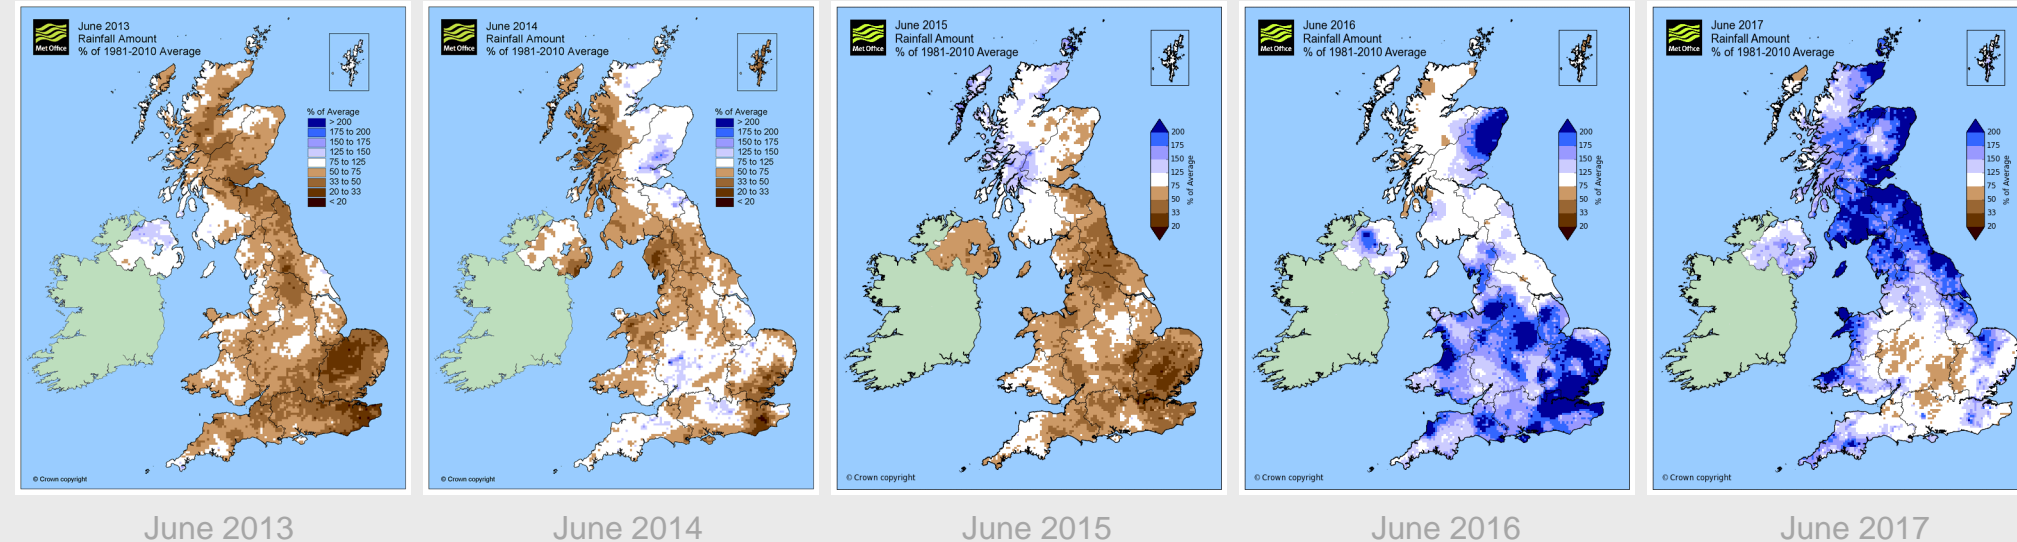 Met Office
June 2013
Rainfall Amount
% of 1981-2010 Average
% of Average
> 200
175 to 200
150 to 175
125 to 150
75 to 125
50 to 75
33 to 50
20 to 33
< 20
© Crown copyright
June 2013
Met Office
June 2014
Rainfall Amount
% of 1981-2010 Average
% of Average
> 200
175 to 200
150 to 175
125 to 150
75 to 125
50 to 75
33 to 50
20 to 33
< 20
© Crown copyright
June 2014
Met Office
June 2015
Rainfall Amount
% of 1981-2010 Average
200
175
150
125
75
50
33
20
% of Average
© Crown copyright
June 2015
Met Office
June 2016
Rainfall Amount
% of 1981-2010 Average
200
175
150
125
75
50
33
20
% of Average
© Crown copyright
June 2016
Met Office
June 2017
Rainfall Amount
% of 1981-2010 Average
200
175
150
125
75
50
33
20
% of Average
© Crown copyright
June 2017